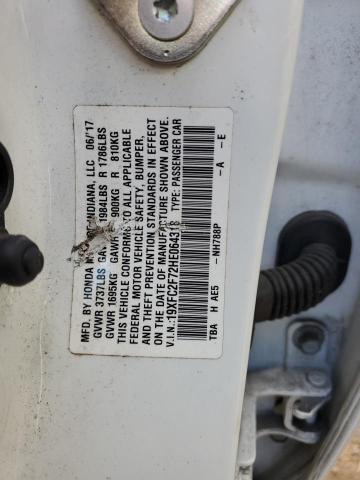 MFD. BY HONDA INDIANA, LLC 06/17
GVWR 3737LBS 1984LBS R 1786LBS
GVWR 1695KG GAWR 900KG R 810KG
THIS VEHICLE CONFORMS TO ALL APPLICABLE
FEDERAL MOTOR VEHICLE SAFETY, BUMPER,
AND THEFT PREVENTION STANDARDS IN EFFECT
ON THE DATE OF MANUFACTURE SHOWN ABOVE.
V.I.N.: 19XFC2F72HE064318 TYPE: PASSENGER CAR
TBA H AE5 -NH788P -A -E